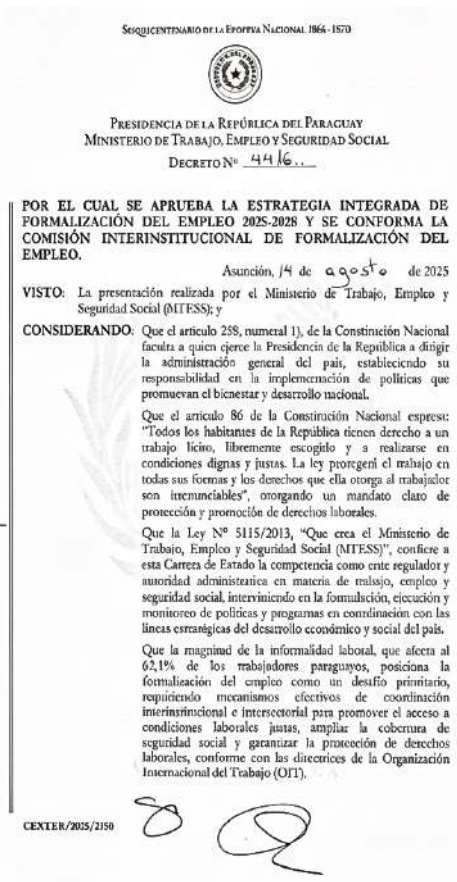 SESQUICENTENARIO DE LA EPOPEYA NACIONAL 1864 - 1870
PRESIDENCIA DE LA REPÚBLICA DEL PARAGUAY
MINISTERIO DE TRABAJO, EMPLEO Y SEGURIDAD SOCIAL
DECRETO Nº 4416..
POR EL CUAL SE APRUEBA LA ESTRATEGIA INTEGRADA DE
FORMALIZACIÓN DEL EMPLEO 2025-2028 Y SE CONFORMA LA
COMISIÓN INTERINSTITUCIONAL DE FORMALIZACIÓN DEL
EMPLEO.
Asunción, 14 de agosto de 2025
VISTO: La presentación realizada por el Ministerio de Trabajo, Empleo y
Seguridad Social (MTESS); y
CONSIDERANDO: Que el artículo 258, numeral 1), de la Constitución Nacional
faculta a quien ejerce la Presidencia de la República a dirigir
la administración general del país, estableciendo su
responsabilidad en la implementación de políticas que
promuevan el bienestar y desarrollo nacional.
Que el artículo 86 de la Constitución Nacional expresa:
"Todos los habitantes de la República tienen derecho a un
trabajo lícito, libremente escogido y a realizarse en
condiciones dignas y justas. La ley protegerá el trabajo en
todas sus formas y los derechos que ella otorga al trabajador
son irrenunciables", otorgando un mandato claro de
protección y promoción de derechos laborales.
Que la Ley Nº 5115/2013, "Que crea el Ministerio de
Trabajo, Empleo y Seguridad Social (MTESS)", confiere a
esta Cartera de Estado la competencia como ente regulador y
autoridad administrativa en materia de trabajo, empleo y
seguridad social, interviniendo en la formulación, ejecución y
monitoreo de políticas y programas en coordinación con las
líneas estratégicas del desarrollo económico y social del país.
Que la magnitud de la informalidad laboral, que afecta al
62,1% de los trabajadores paraguayos, posiciona la
formalización del empleo como un desafío prioritario,
requiriendo mecanismos efectivos de coordinación
interinstitucional e intersectorial para promover el acceso a
condiciones laborales justas, ampliar la cobertura de
seguridad social y garantizar la protección de derechos
laborales, conforme con las directrices de la Organización
Internacional del Trabajo (OIT).
CEXTER/2025/2350